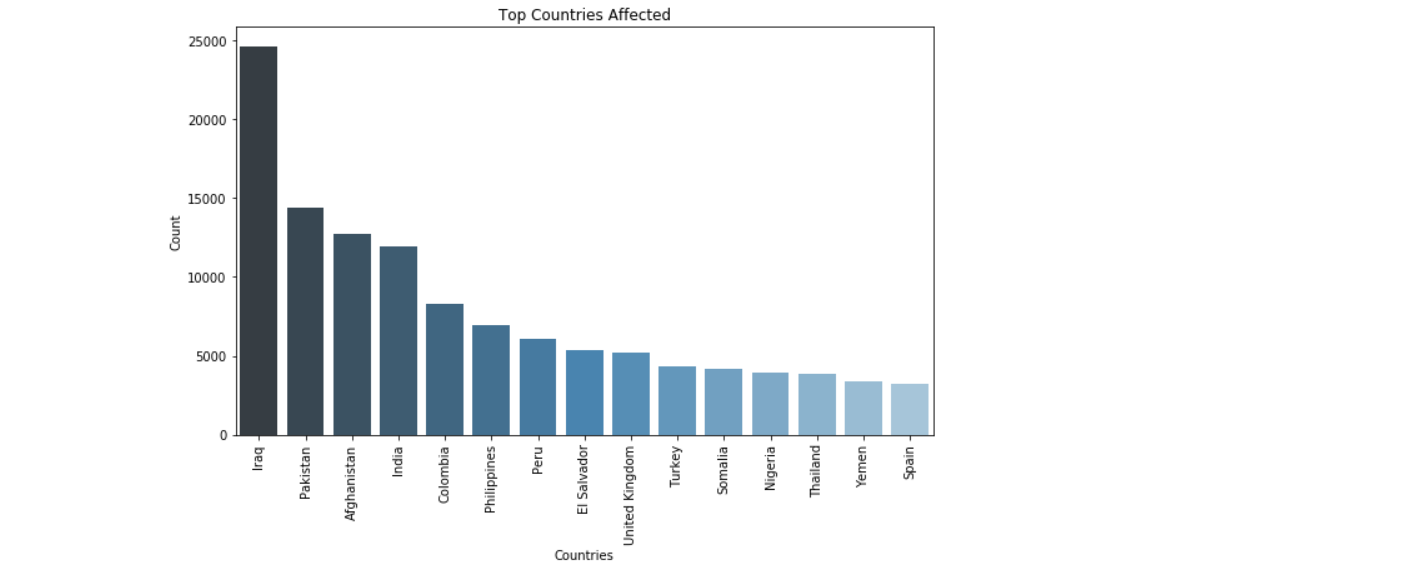 Top Countries Affected
25000
20000
15000
10000
5000
0
Count
Iraq
Pakistan
Afghanistan
India
Colombia
Philippines
Peru
El Salvador
United Kingdom
Turkey
Somalia
Nigeria
Thailand
Yemen
Spain
Countries